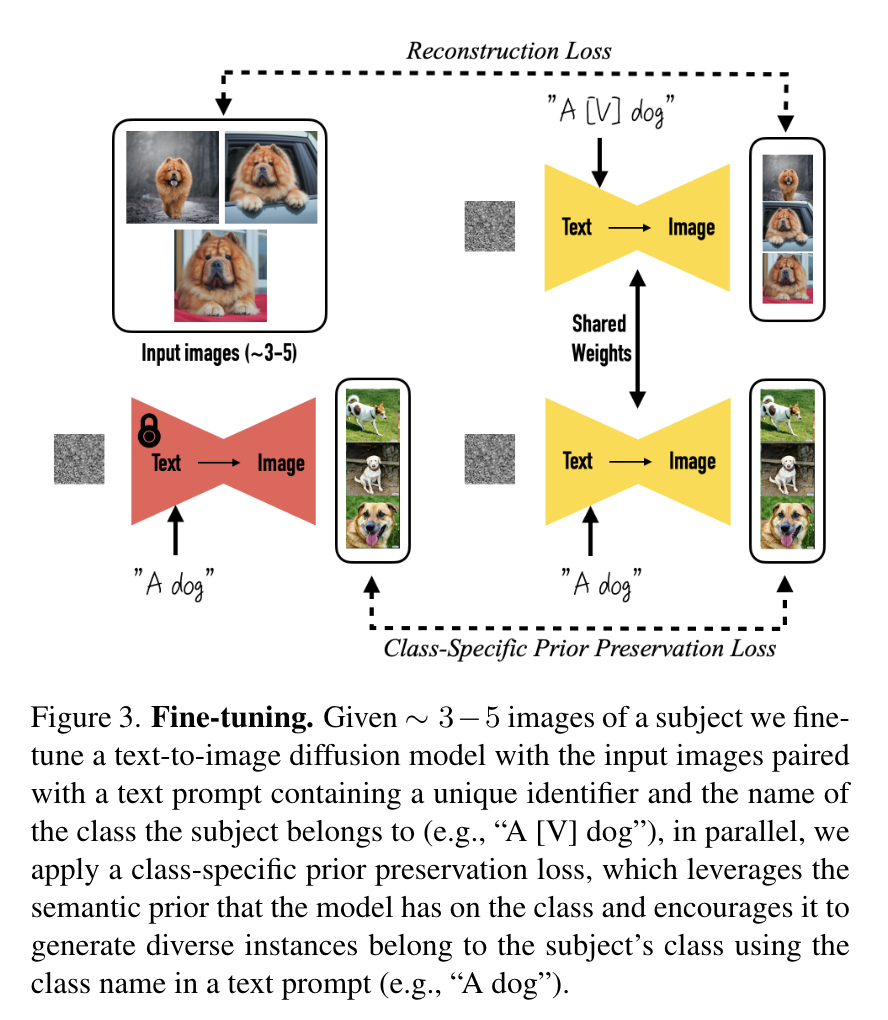 Reconstruction Loss
"A [V] dog"
Text → Image
Input images (~3-5)
Shared
Weights
Text → Image
"A dog"
Text → Image
"A dog"
Class-Specific Prior Preservation Loss
Figure 3. Fine-tuning. Given ∼ 3 − 5 images of a subject we fine-
tune a text-to-image diffusion model with the input images paired
with a text prompt containing a unique identifier and the name of
the class the subject belongs to (e.g., “A [V] dog”), in parallel, we
apply a class-specific prior preservation loss, which leverages the
semantic prior that the model has on the class and encourages it to
generate diverse instances belong to the subject’s class using the
class name in a text prompt (e.g., “A dog”).